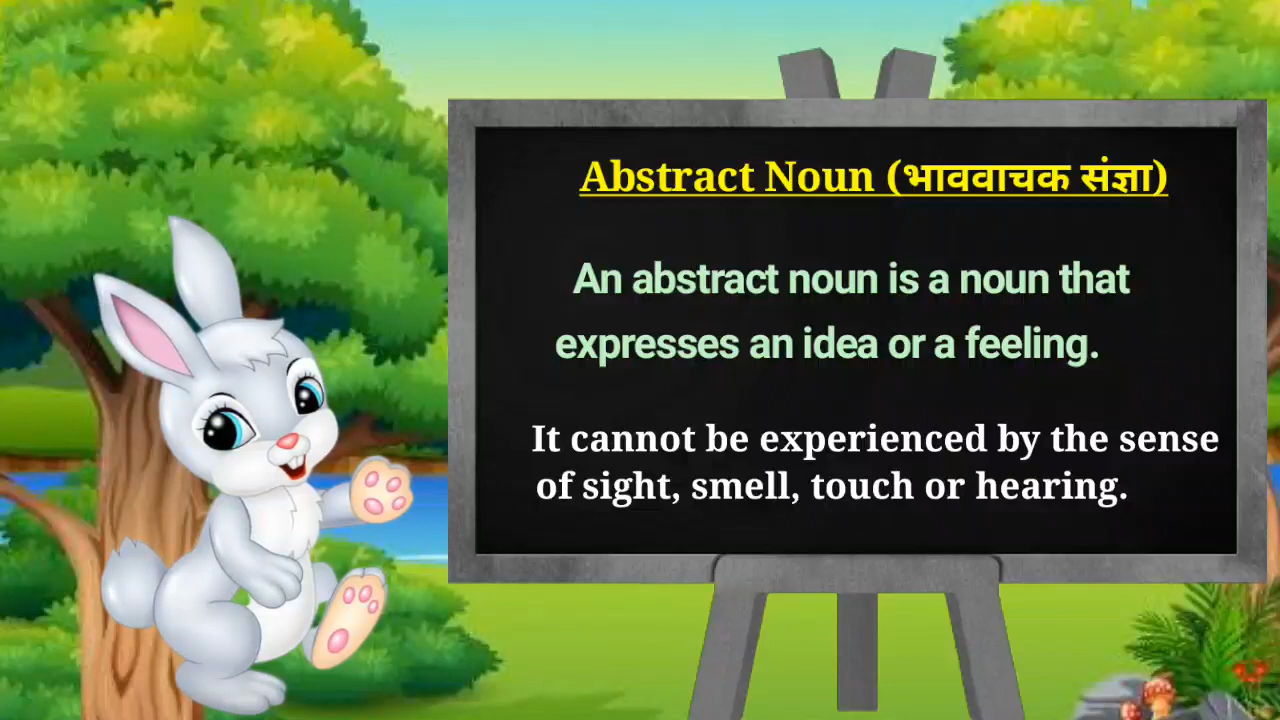 Abstract Noun (भाववाचक संज्ञा)
An abstract noun is a noun that
expresses an idea or a feeling.
It cannot be experienced by the sense
of sight, smell, touch or hearing.